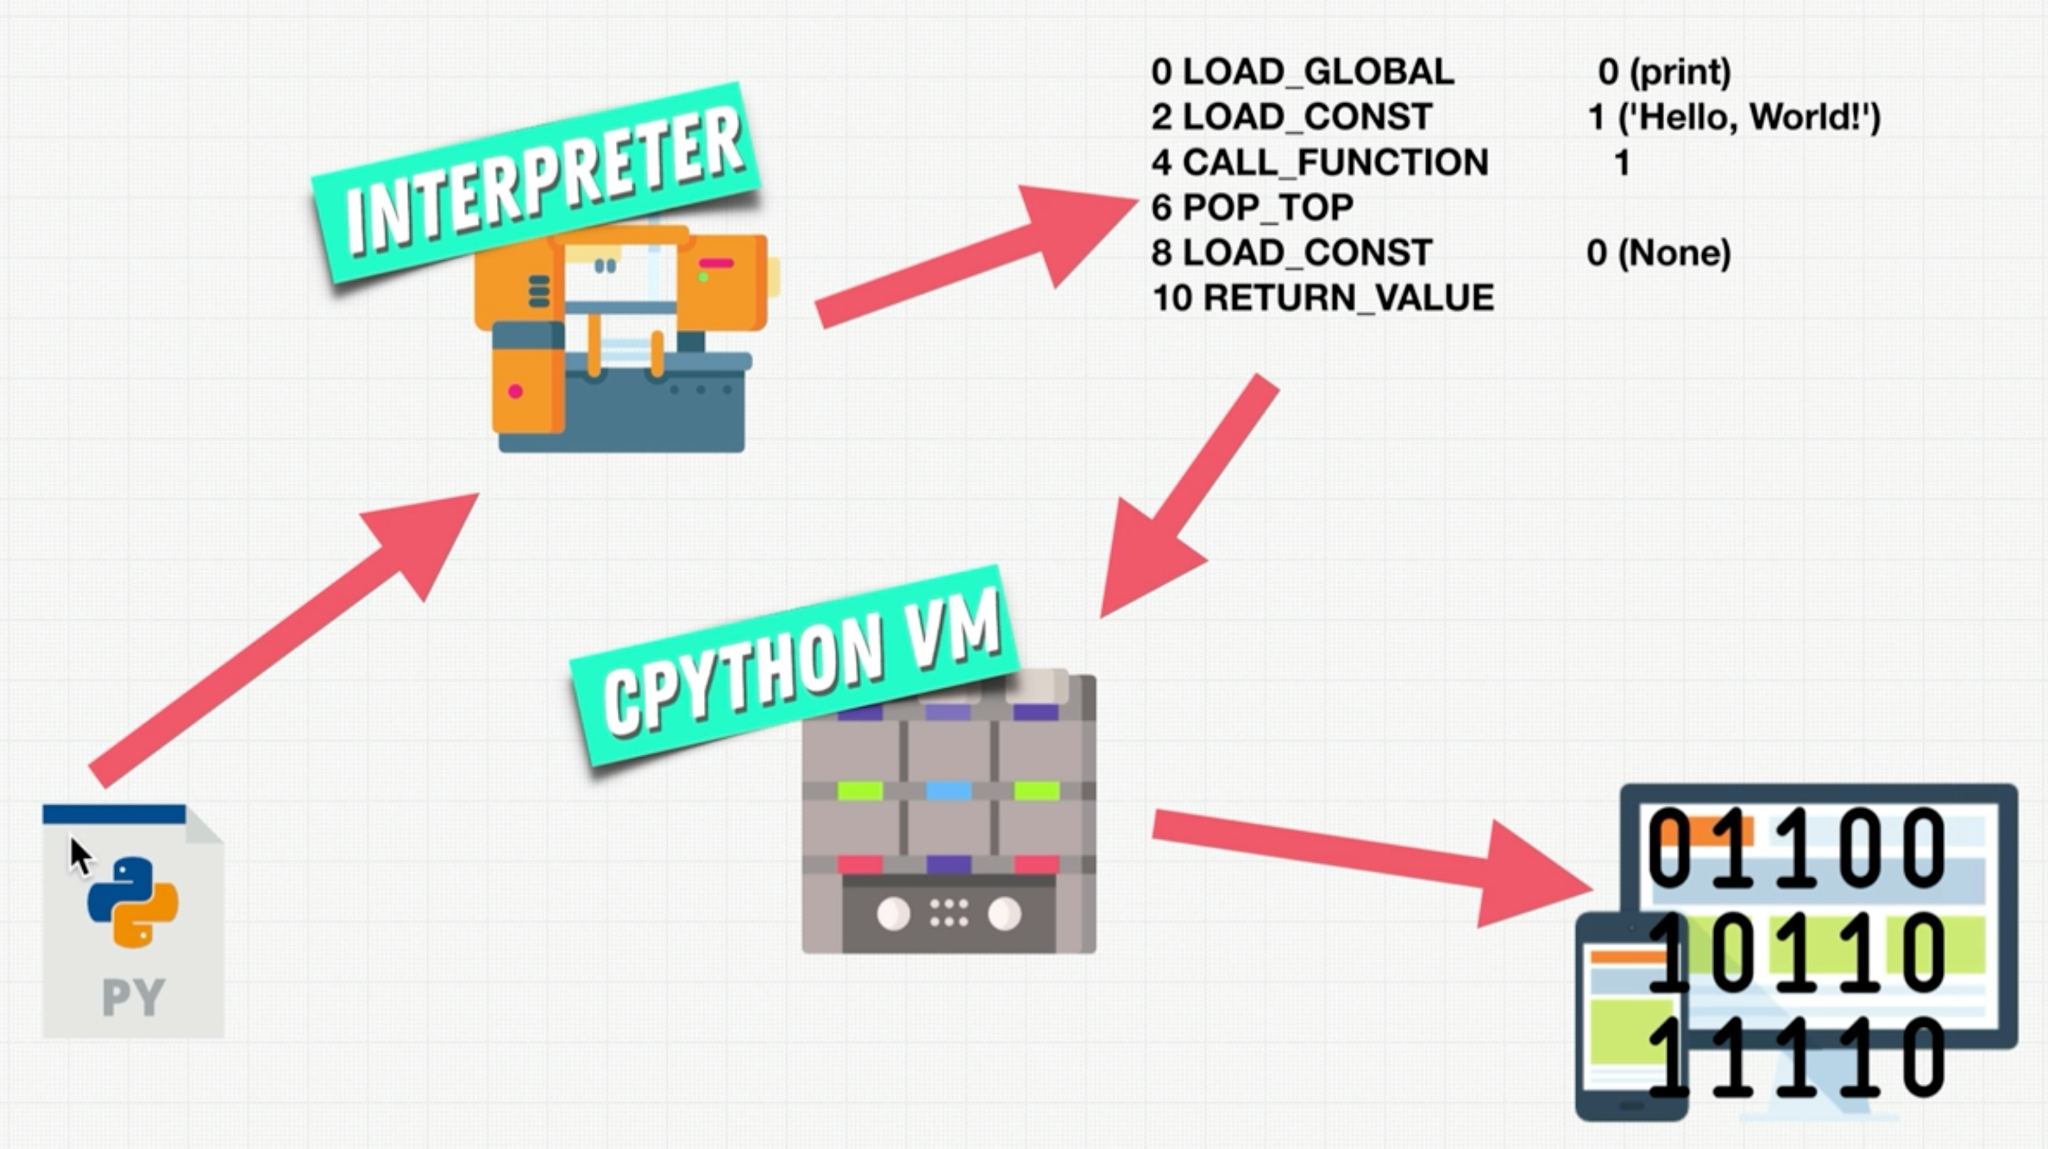 INTERPRETER
0 LOAD_GLOBAL 0 (print)
2 LOAD_CONST 1 ('Hello, World!')
4 CALL_FUNCTION 1
6 POP_TOP
8 LOAD_CONST 0 (None)
10 RETURN_VALUE
CPYTHON VM
PY
01100
10110
11110